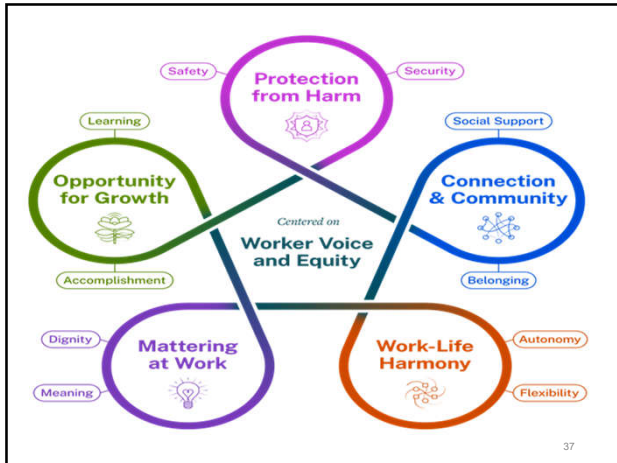 Safety
Protection
from Harm
Security
Learning
Opportunity
for Growth
Accomplishment
Social Support
Connection
& Community
Belonging
Centered on
Worker Voice
and Equity
Dignity
Mattering
at Work
Meaning
Work-Life
Harmony
Autonomy
Flexibility
37